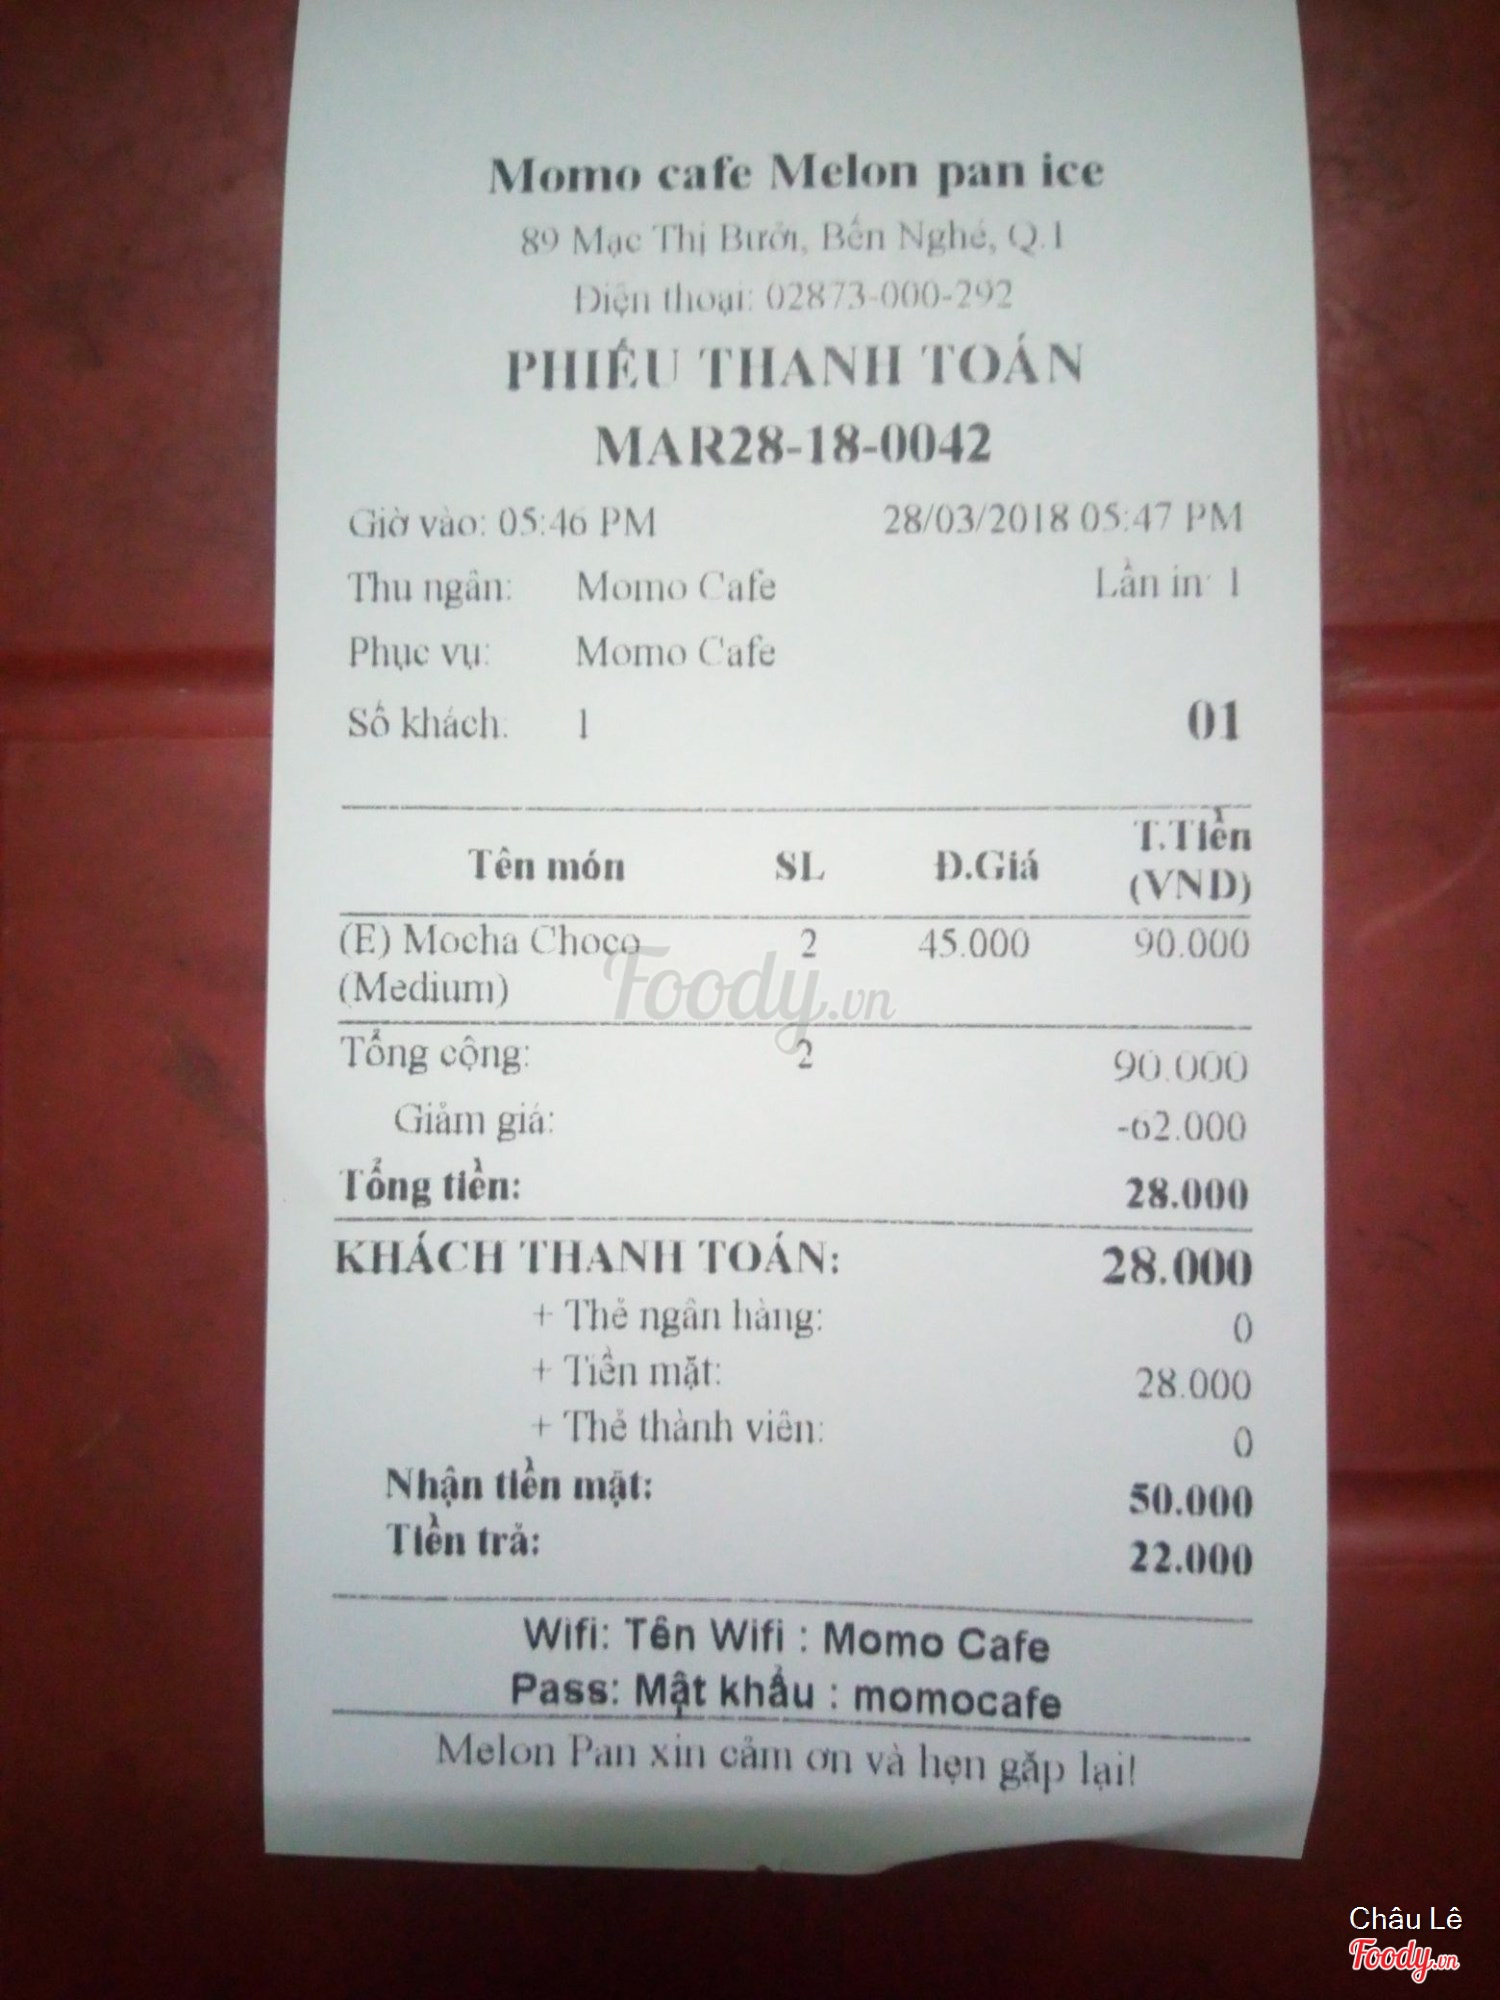 Momo cafe Melon pan ice
89 Mạc Thị Bưởi, Bến Nghé, Q.1
Điện thoại: 02873-000-292
PHIẾU THANH TOÁN
MAR28-18-0042
Giờ vào: 05:46 PM 28/03/2018 05:47 PM
Thu ngân: Momo Cafe Lần in: 1
Phục vụ: Momo Cafe
Số khách: 1 01
Tên món SL Đ.Giá T.Tiền (VND)
(E) Mocha Choco 2 45.000 90.000
(Medium)
Foody.vn
Tổng cộng: 2 90.000
Giảm giá: -62.000
Tổng tiền: 28.000
KHÁCH THANH TOÁN: 28.000
+ Thẻ ngân hàng: 0
+ Tiền mặt: 28.000
+ Thẻ thành viên: 0
Nhận tiền mặt: 50.000
Tiền trả: 22.000
Wifi: Tên Wifi : Momo Cafe
Pass: Mật khẩu : momocafe
Melon Pan xin cảm ơn và hẹn gặp lại!
Châu Lê
Foody.vn